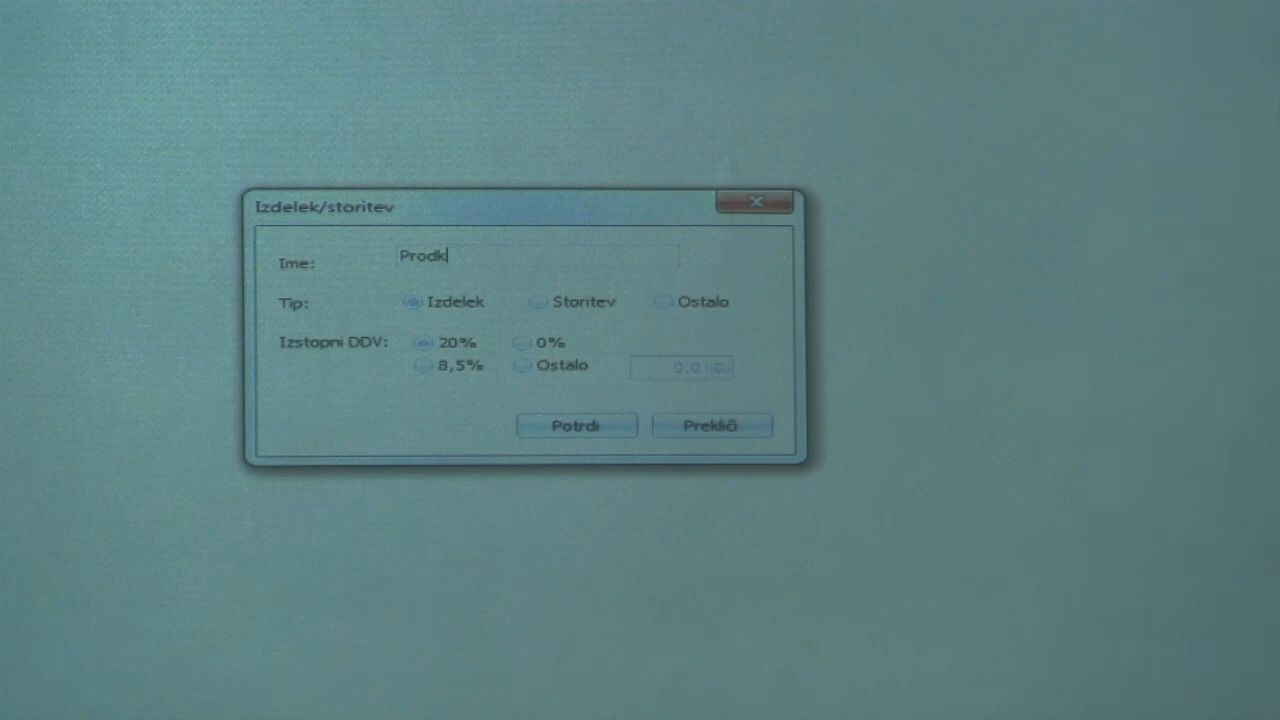 Izdelek/storitev
Ime: Prodk
Tip: Izdelek Storitev Ostalo
Izstopni DDV: 20% 0%
8,5% Ostalo
Potrdi Prekliči